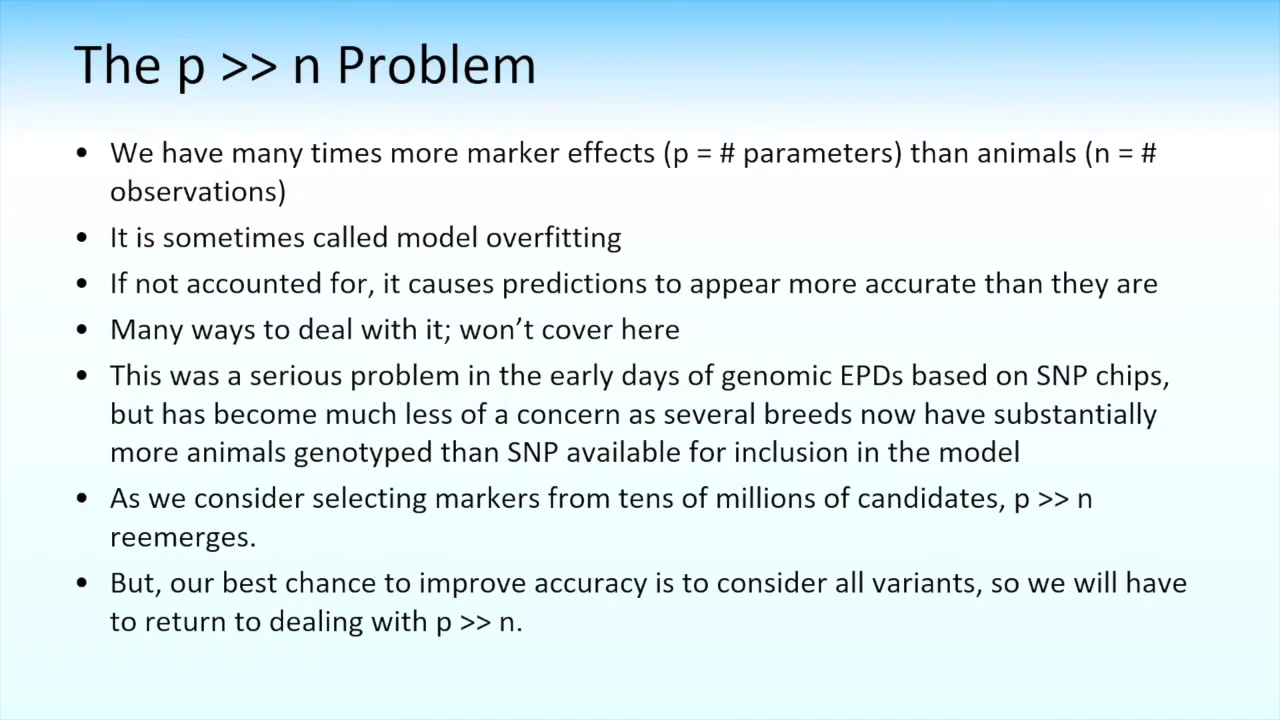 The p >> n Problem
• We have many times more marker effects (p = # parameters) than animals (n = #
observations)
• It is sometimes called model overfitting
• If not accounted for, it causes predictions to appear more accurate than they are
• Many ways to deal with it; won’t cover here
• This was a serious problem in the early days of genomic EPDs based on SNP chips,
but has become much less of a concern as several breeds now have substantially
more animals genotyped than SNP available for inclusion in the model
• As we consider selecting markers from tens of millions of candidates, p >> n
reemerges.
• But, our best chance to improve accuracy is to consider all variants, so we will have
to return to dealing with p >> n.